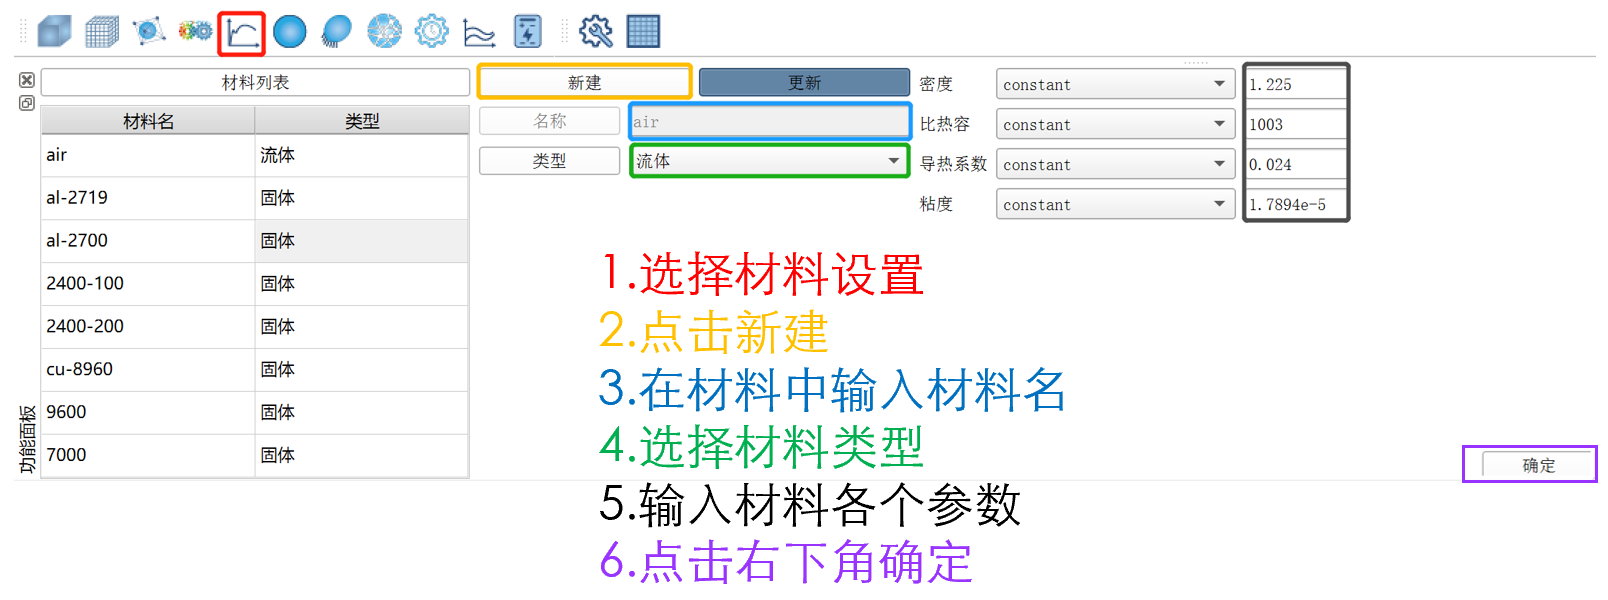 材料列表
新建
更新
密度
constant
1.225
材料名
类型
名称
air
比热容
constant
1003
air
流体
类型
流体
导热系数
constant
0.024
al-2719
固体
粘度
constant
1.7894e-5
al-2700
固体
2400-100
固体
2400-200
固体
cu-8960
固体
9600
固体
7000
固体
功能面板
1.选择材料设置
2.点击新建
3.在材料中输入材料名
4.选择材料类型
5.输入材料各个参数
6.点击右下角确定
确定